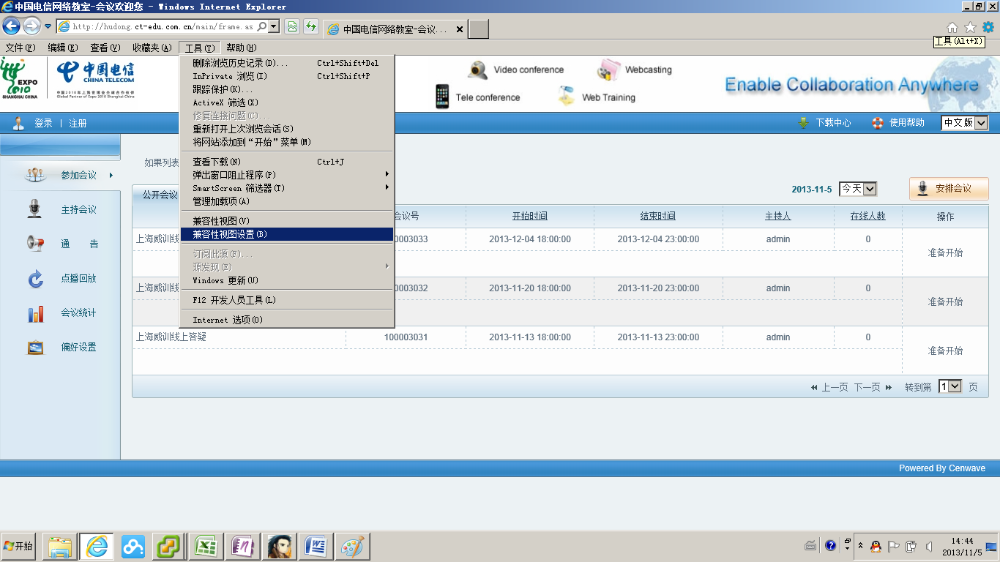 中国电信网络教室-会议欢迎您 - Windows Internet Explorer
http://hudong.ct-edu.com.cn/main/frame.as
中国电信网络教室-会议...
工具(Alt+X)
文件(F) 编辑(E) 查看(V) 收藏夹(A) 工具(T) 帮助(H)
删除浏览历史记录(D)... Ctrl+Shift+Del
InPrivate 浏览(I) Ctrl+Shift+P
跟踪保护(K)...
ActiveX 筛选(X)
修复连接问题(C)...
重新打开上次浏览会话(S)
将网站添加到“开始”菜单(M)
查看下载(N) Ctrl+J
弹出窗口阻止程序(P)
SmartScreen 筛选器(T)
管理加载项(A)
兼容性视图(V)
兼容性视图设置(B)
订阅此源(F)...
源发现(E)
Windows 更新(U)
F12 开发人员工具(L)
Internet 选项(O)
EXPO
2010
SHANGHAI CHINA
中国电信
CHINA TELECOM
中国2010年上海世博会全球合作伙伴
Global Partner of Expo 2010 Shanghai China
Video conference
Webcasting
Tele conference
Web Training
Enable Collaboration Anywhere
登录 | 注册
下载中心 使用帮助 中文版
参加会议
主持会议
通 告
点播回放
会议统计
偏好设置
如果列表
2013-11-5 今天 安排会议
公开会议
会议号 开始时间 结束时间 主持人 在线人数 操作
上海威训线 0003033 2013-12-04 18:00:00 2013-12-04 23:00:00 admin 0 准备开始
上海威训线 0003032 2013-11-20 18:00:00 2013-11-20 23:00:00 admin 0 准备开始
上海威训线上答疑 100003031 2013-11-13 18:00:00 2013-11-13 23:00:00 admin 0 准备开始
上一页 下一页 转到第 1 页
Powered By Cenwave
开始
14:44
2013/11/5